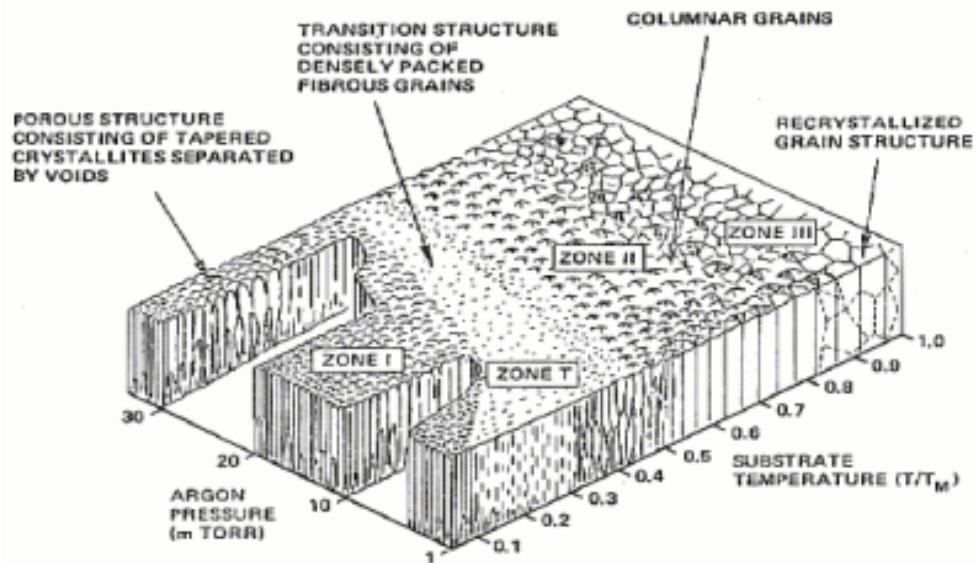 COLUMNAR GRAINS
TRANSITION STRUCTURE
CONSISTING OF
DENSELY PACKED
FIBROUS GRAINS
POROUS STRUCTURE
CONSISTING OF TAPERED
CRYSTALLITES SEPARATED
BY VOIDS
RECRYSTALLIZED
GRAIN STRUCTURE
ZONE III
ZONE II
ZONE I
ZONE T
1.0
0.9
0.8
0.7
0.6
0.5
0.4
0.3
0.2
0.1
30
20
10
1
SUBSTRATE
TEMPERATURE (T/TM)
ARGON
PRESSURE
(m TORR)